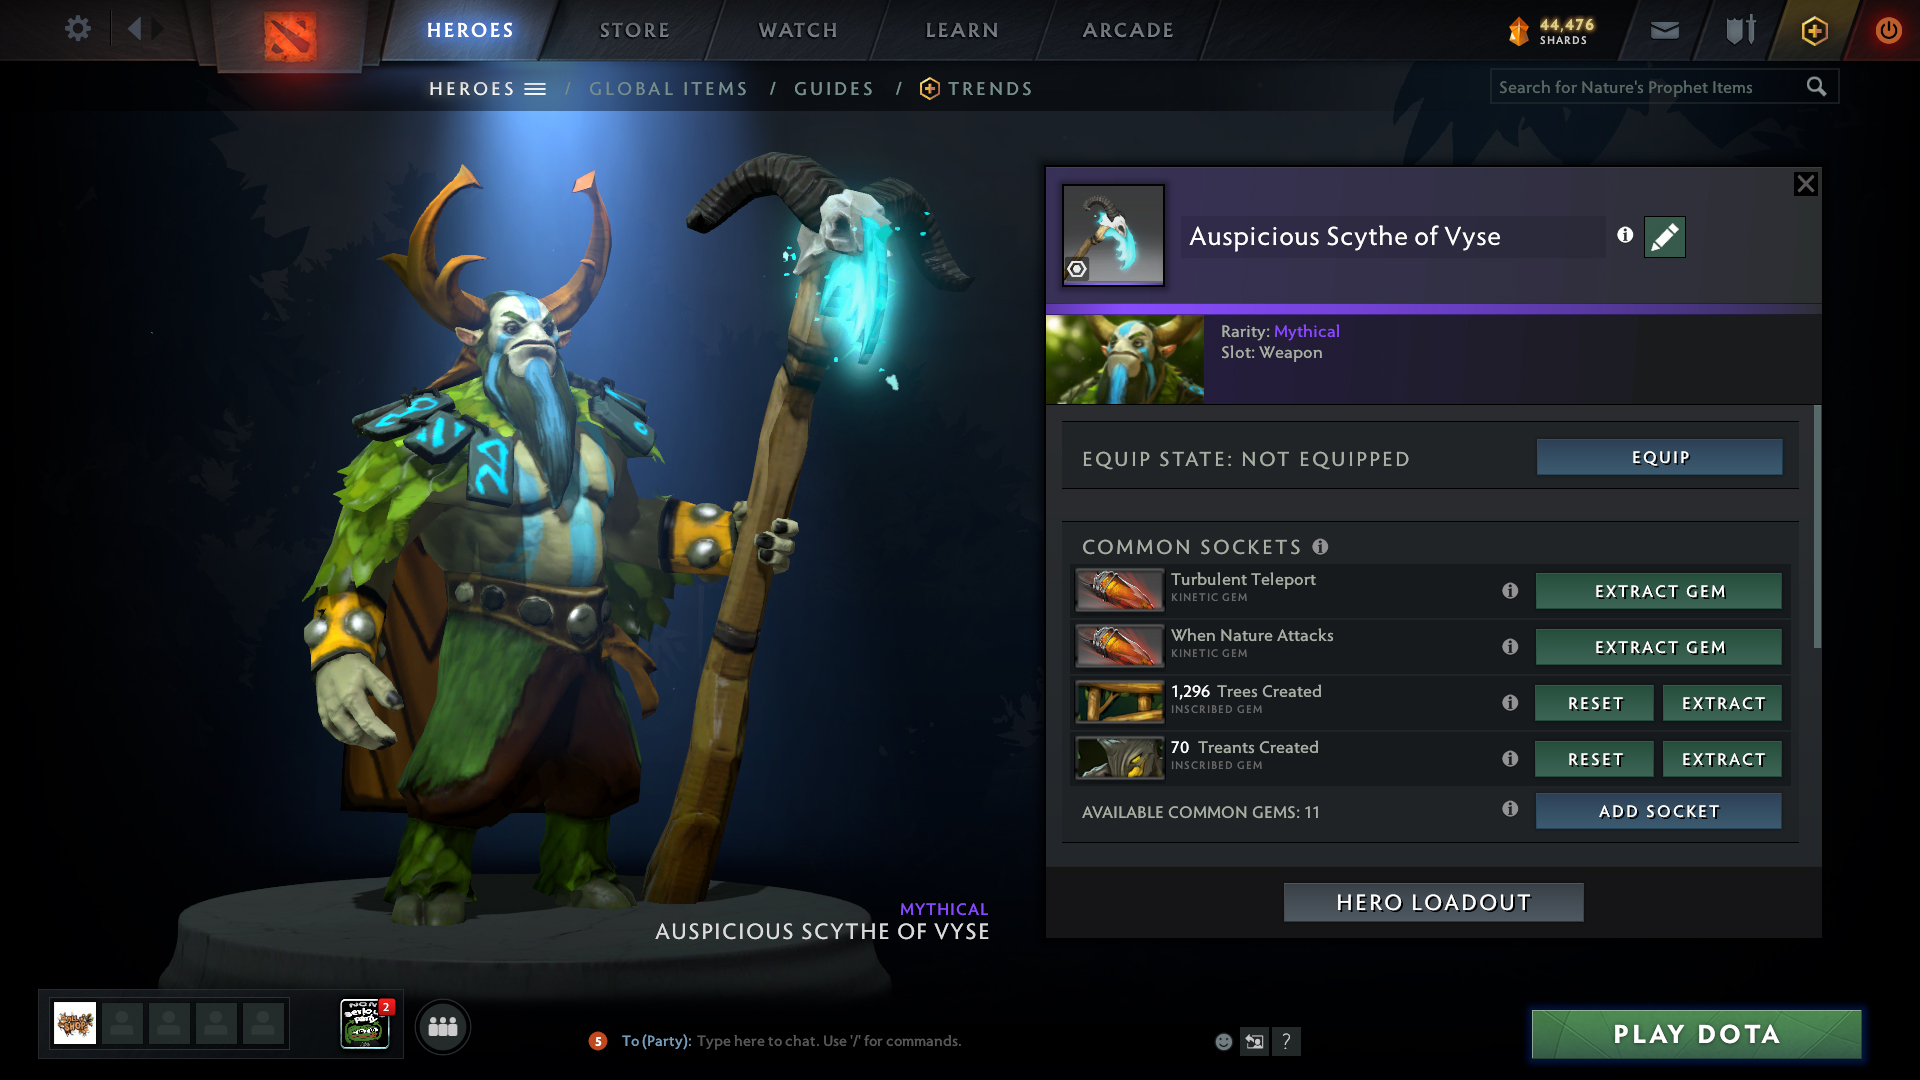 HEROES
STORE
WATCH
LEARN
ARCADE
44,476
SHARDS
HEROES / GLOBAL ITEMS / GUIDES / TRENDS
Search for Nature's Prophet Items
Auspicious Scythe of Vyse
Rarity: Mythical
Slot: Weapon
EQUIP STATE: NOT EQUIPPED
EQUIP
COMMON SOCKETS
Turbulent Teleport
KINETIC GEM
EXTRACT GEM
When Nature Attacks
KINETIC GEM
EXTRACT GEM
1,296 Trees Created
INSCRIBED GEM
RESET
EXTRACT
70 Treants Created
INSCRIBED GEM
RESET
EXTRACT
AVAILABLE COMMON GEMS: 11
ADD SOCKET
HERO LOADOUT
MYTHICAL
AUSPICIOUS SCYTHE OF VYSE
2
5
To (Party): Type here to chat. Use '/' for commands.
?
PLAY DOTA